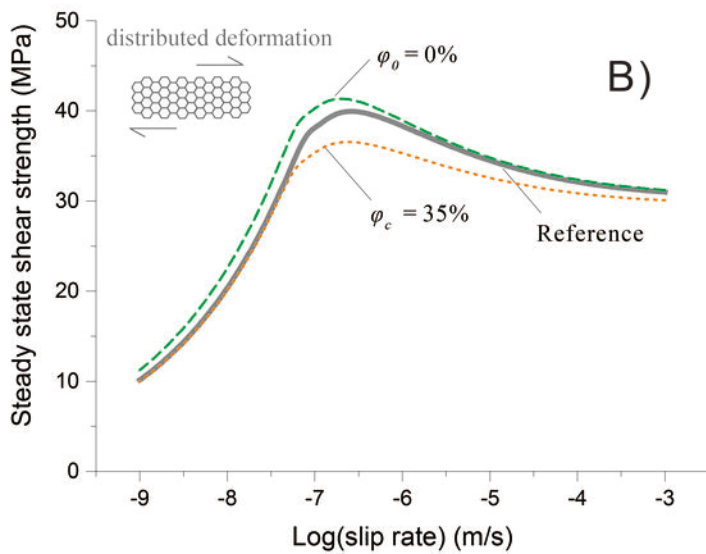 50
distributed deformation
φ₀ = 0%
B)
40
30
φc = 35%
Reference
20
10
0
-9 -8 -7 -6 -5 -4 -3
Steady state shear strength (MPa)
Log(slip rate) (m/s)